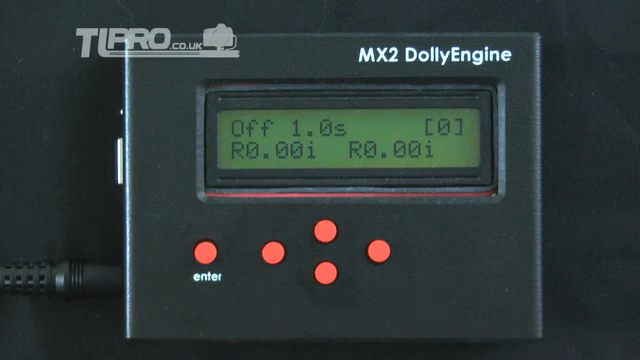 TLPRO.co.uk
MX2 DollyEngine
Off 1.0s [0]
R0.00i R0.00i
enter